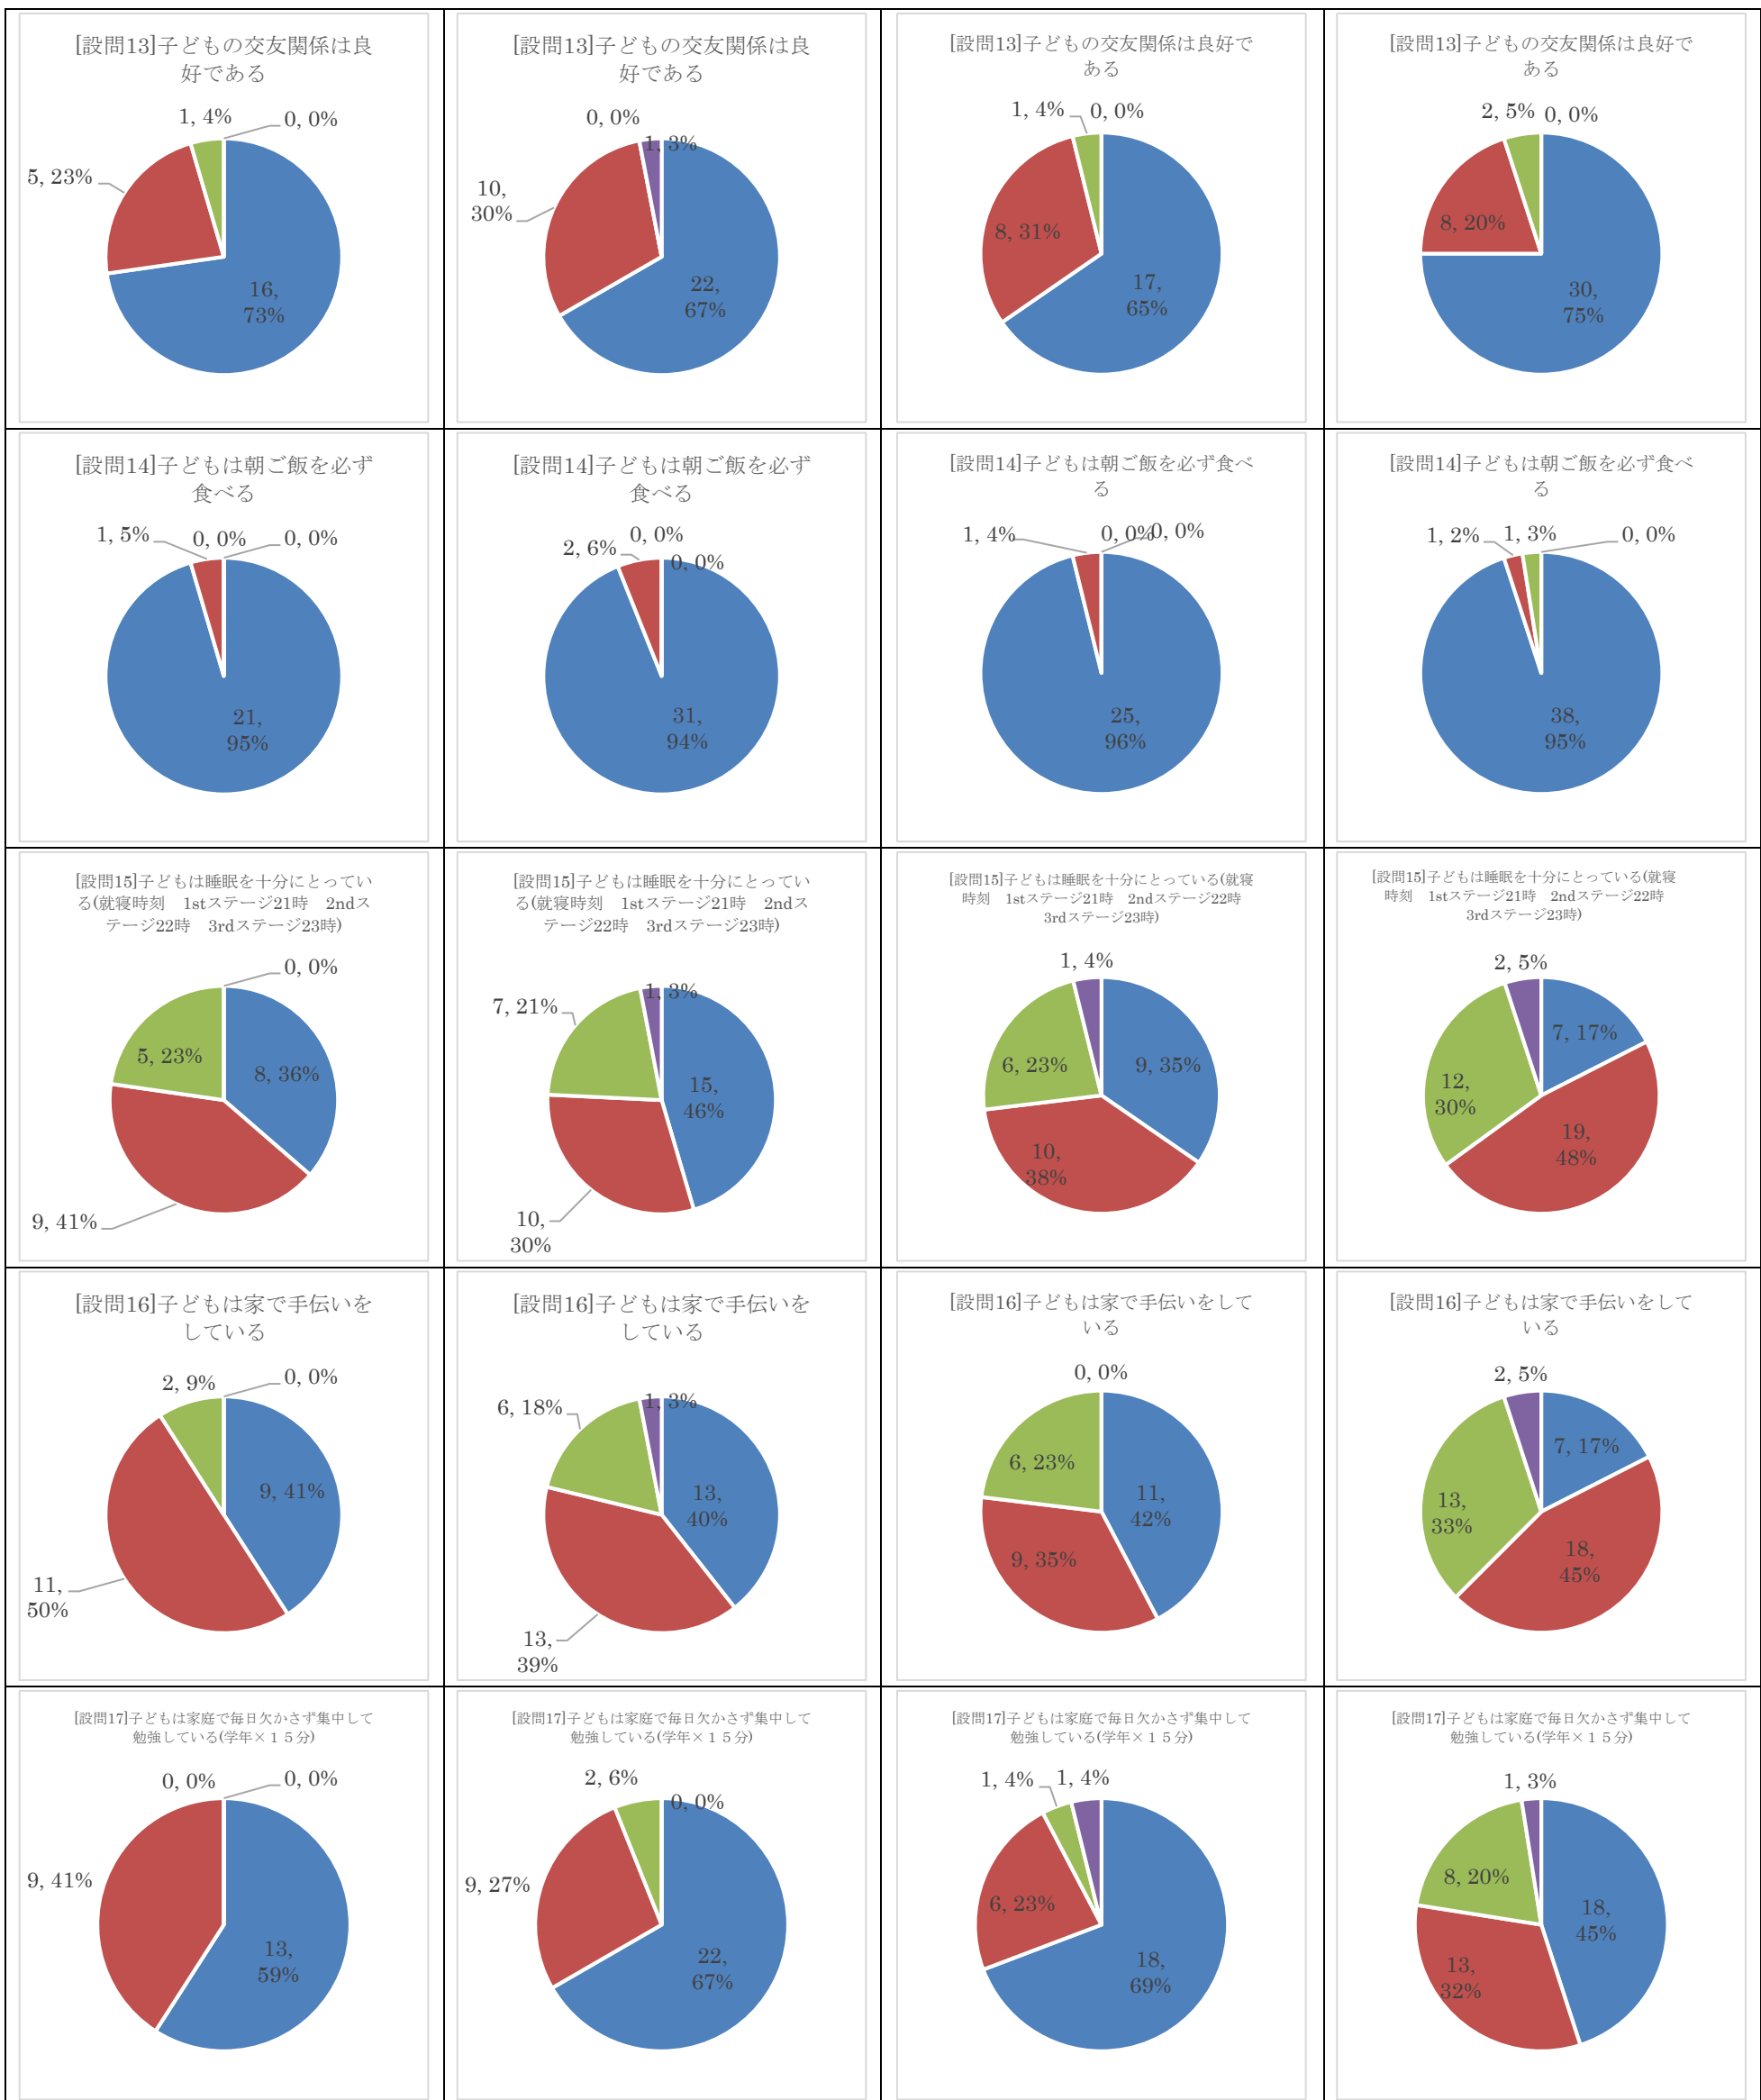 [設問13]子どもの交友関係は良
好である
1, 4%
0, 0%
5, 23%
16,
73%
[設問13]子どもの交友関係は良
好である
0, 0%
1, 3%
10,
30%
22,
67%
[設問13]子どもの交友関係は良好で
ある
1, 4%
0, 0%
8, 31%
17,
65%
[設問13]子どもの交友関係は良好で
ある
2, 5%
0, 0%
8, 20%
30,
75%
[設問14]子どもは朝ご飯を必ず
食べる
1, 5%
0, 0%
0, 0%
21,
95%
[設問14]子どもは朝ご飯を必ず
食べる
2, 6%
0, 0%
0, 0%
31,
94%
[設問14]子どもは朝ご飯を必ず食べ
る
1, 4%
0, 0%
0, 0%
25,
96%
[設問14]子どもは朝ご飯を必ず食べ
る
1, 2%
1, 3%
0, 0%
38,
95%
[設問15]子どもは睡眠を十分にとってい
る(就寝時刻　1stステージ21時　2ndス
テージ22時　3rdステージ23時)
0, 0%
5, 23%
8, 36%
9, 41%
[設問15]子どもは睡眠を十分にとってい
る(就寝時刻　1stステージ21時　2ndス
テージ22時　3rdステージ23時)
1, 3%
7, 21%
15,
46%
10,
30%
[設問15]子どもは睡眠を十分にとっている(就寝
時刻　1stステージ21時　2ndステージ22時
3rdステージ23時)
1, 4%
6, 23%
9, 35%
10,
38%
[設問15]子どもは睡眠を十分にとっている(就寝
時刻　1stステージ21時　2ndステージ22時
3rdステージ23時)
2, 5%
7, 17%
12,
30%
19,
48%
[設問16]子どもは家で手伝いを
している
2, 9%
0, 0%
9, 41%
11,
50%
[設問16]子どもは家で手伝いを
している
1, 3%
6, 18%
13,
40%
13,
39%
[設問16]子どもは家で手伝いをして
いる
0, 0%
6, 23%
11,
42%
9, 35%
[設問16]子どもは家で手伝いをして
いる
2, 5%
7, 17%
13,
33%
18,
45%
[設問17]子どもは家庭で毎日欠かさず集中して
勉強している(学年×１５分)
0, 0%
0, 0%
9, 41%
13,
59%
[設問17]子どもは家庭で毎日欠かさず集中して
勉強している(学年×１５分)
2, 6%
0, 0%
9, 27%
22,
67%
[設問17]子どもは家庭で毎日欠かさず集中して
勉強している(学年×１５分)
1, 4%
1, 4%
6, 23%
18,
69%
[設問17]子どもは家庭で毎日欠かさず集中して
勉強している(学年×１５分)
1, 3%
8, 20%
18,
45%
13,
32%